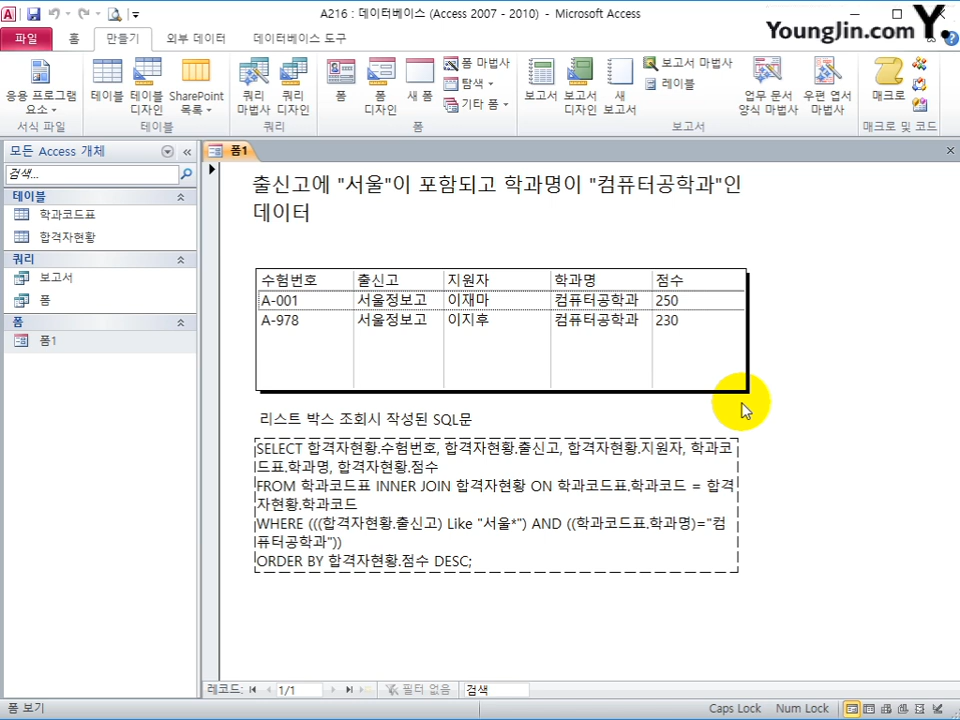 A216 : 데이터베이스 (Access 2007 - 2010) - Microsoft Access
Younglin.com Y.
파일 홈 만들기 외부 데이터 데이터베이스 도구
응용 프로그램 요소 테이블 테이블 디자인 SharePoint 목록 쿼리 마법사 쿼리 디자인 폼 폼 디자인 새 폼 폼 마법사 탐색 기타 폼 보고서 보고서 디자인 새 보고서 보고서 마법사 레이블 업무 문서 양식 마법사 우편 엽서 마법사 매크로
서식 파일 테이블 쿼리 폼 보고서 매크로 및 코드
모든 Access 개체 « 폼1
검색...
테이블
학과코드표
합격자현황
쿼리
보고서
폼
폼
폼1
출신고에 "서울"이 포함되고 학과명이 "컴퓨터공학과"인
데이터
수험번호 출신고 지원자 학과명 점수
A-001 서울정보고 이재마 컴퓨터공학과 250
A-978 서울정보고 이지후 컴퓨터공학과 230
리스트 박스 조회시 작성된 SQL문
SELECT 합격자현황.수험번호, 합격자현황.출신고, 합격자현황.지원자, 학과코
드표.학과명, 합격자현황.점수
FROM 학과코드표 INNER JOIN 합격자현황 ON 학과코드표.학과코드 = 합격
자현황.학과코드
WHERE (((합격자현황.출신고) Like "서울*") AND ((학과코드표.학과명)="컴
퓨터공학과"))
ORDER BY 합격자현황.점수 DESC;
레코드: 1/1 필터 없음 검색
폼 보기 Caps Lock Num Lock